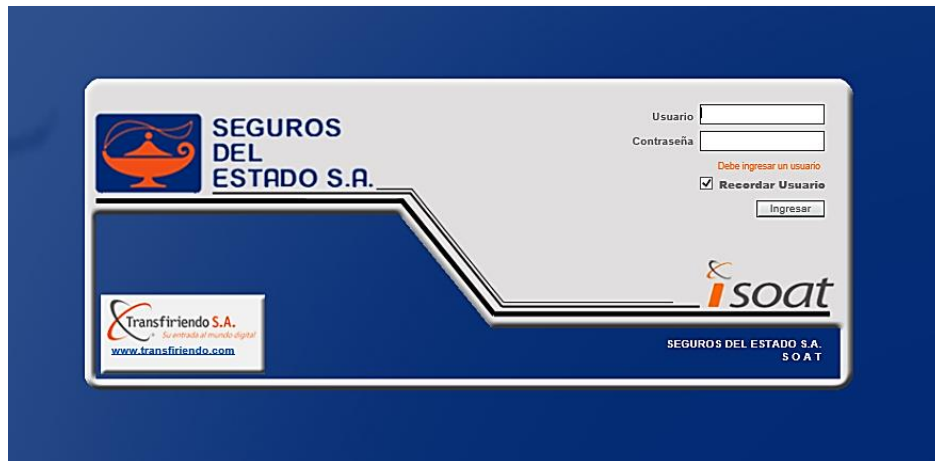 SEGUROS
DEL
ESTADO S.A.
Usuario
Contraseña
Debe ingresar un usuario
Recordar Usuario
Ingresar
isoat
Transfiriendo S.A.
Su entrada al mundo digital
www.transfiriendo.com
SEGUROS DEL ESTADO S.A.
S O A T